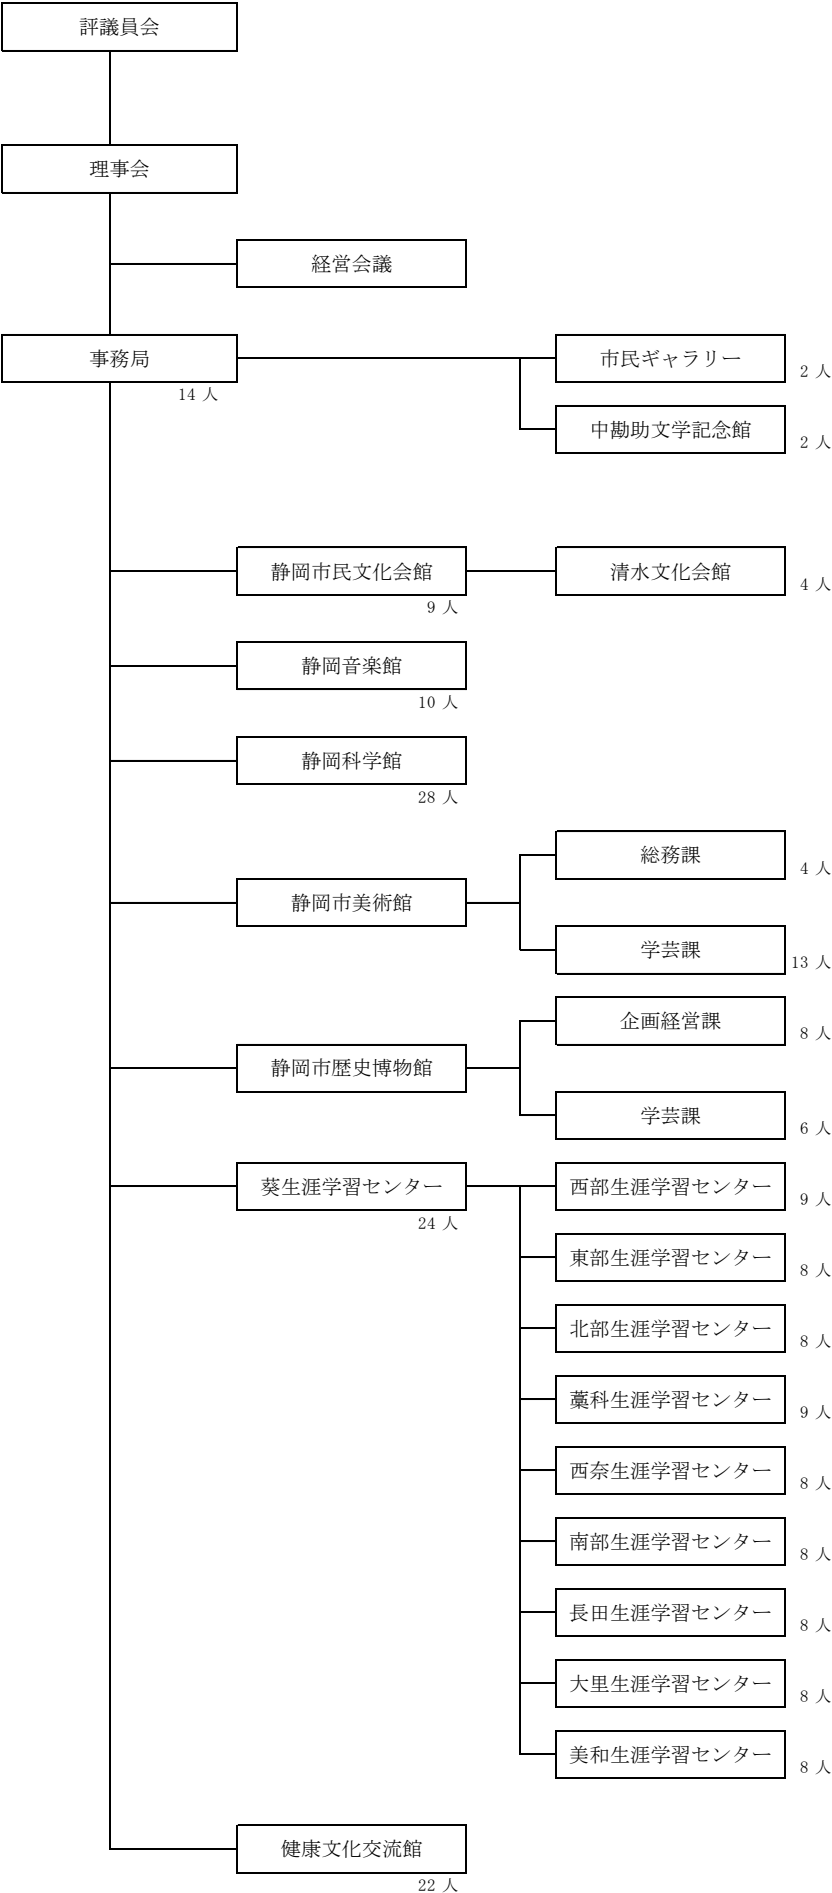 評議員会
理事会
経営会議
事務局
14 人
市民ギャラリー
2 人
中勘助文学記念館
2 人
静岡市民文化会館
9 人
清水文化会館
4 人
静岡音楽館
10 人
静岡科学館
28 人
静岡市美術館
総務課
4 人
学芸課
13 人
静岡市歴史博物館
企画経営課
8 人
学芸課
6 人
葵生涯学習センター
24 人
西部生涯学習センター
9 人
東部生涯学習センター
8 人
北部生涯学習センター
8 人
藁科生涯学習センター
9 人
西奈生涯学習センター
8 人
南部生涯学習センター
8 人
長田生涯学習センター
8 人
大里生涯学習センター
8 人
美和生涯学習センター
8 人
健康文化交流館
22 人